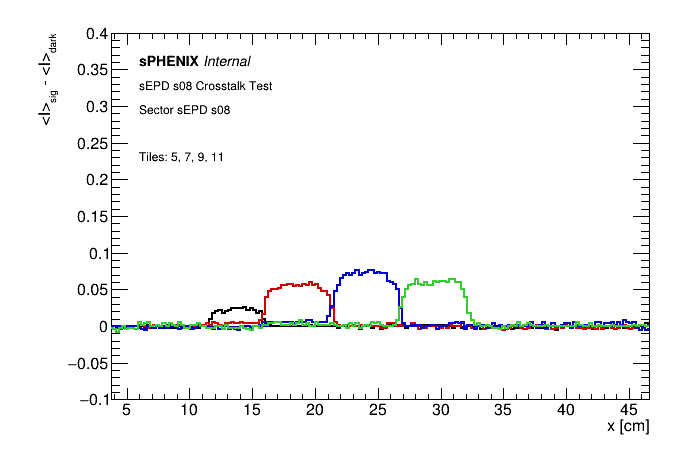 0.4
0.35
0.3
0.25
0.2
0.15
0.1
0.05
0
−0.05
−0.1
<I>sig - <I>dark
sPHENIX Internal
sEPD s08 Crosstalk Test
Sector sEPD s08
Tiles: 5, 7, 9, 11
5 10 15 20 25 30 35 40 45
x [cm]